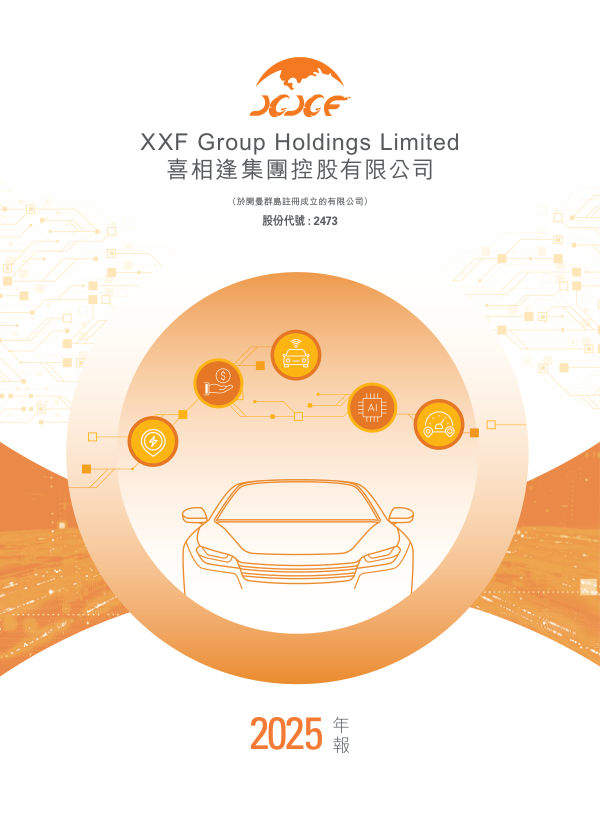 XXF Group Holdings Limited
喜相逢集團控股有限公司
（於開曼群島註冊成立的有限公司）
股份代號 : 2473
AI
2025 年報